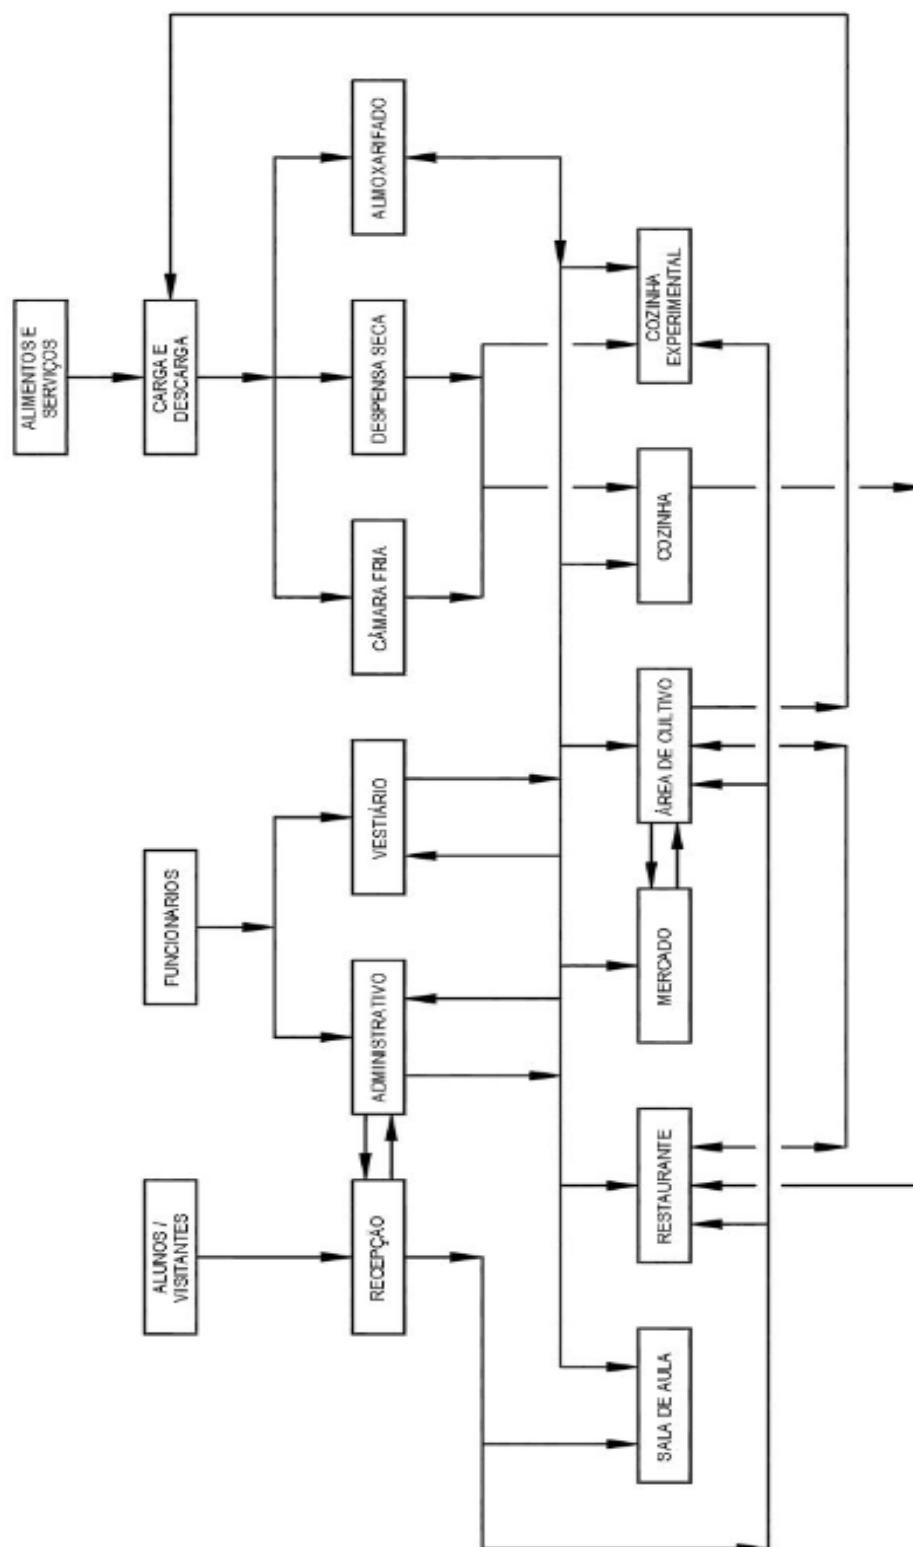 ALIMENTOS E
SERVIÇOS
CARGA E
DESCARGA
ALMOXARIFADO
DESPENSA SECA
CÂMARA FRIA
COZINHA
EXPERIMENTAL
COZINHA
FUNCIONARIOS
VESTIÁRIO
ADMINISTRATIVO
ÁREA DE CULTIVO
MERCADO
ALUNOS /
VISITANTES
RECEPÇÃO
RESTAURANTE
SALA DE AULA